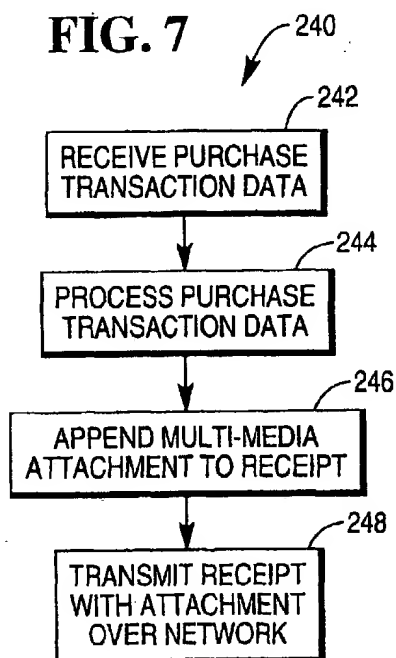 FIG. 7
240
242
RECEIVE PURCHASE
TRANSACTION DATA
244
PROCESS PURCHASE
TRANSACTION DATA
246
APPEND MULTI-MEDIA
ATTACHMENT TO RECEIPT
248
TRANSMIT RECEIPT
WITH ATTACHMENT
OVER NETWORK